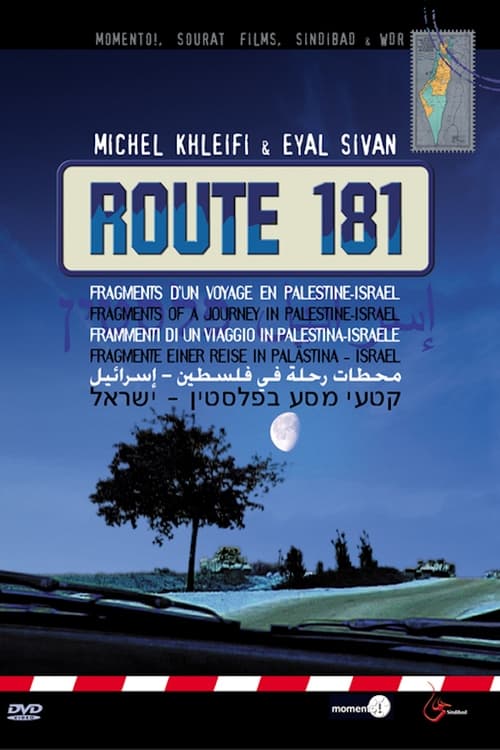 MOMENTO!, SOURAT FILMS, SINDIBAD & WDR
MICHEL KHLEIFI & EYAL SIVAN
ROUTE 181
FRAGMENTS D'UN VOYAGE EN PALESTINE-ISRAEL
FRAGMENTS OF A JOURNEY IN PALESTINE-ISRAEL
FRAMMENTI DI UN VIAGGIO IN PALESTINA-ISRAELE
FRAGMENTE EINER REISE IN PALÄSTINA - ISRAEL
محطات رحلة في فلسطين - إسرائيل
קטעי מסע בפלסטין - ישראל
DVD
VIDEO
momento!
Sindibad